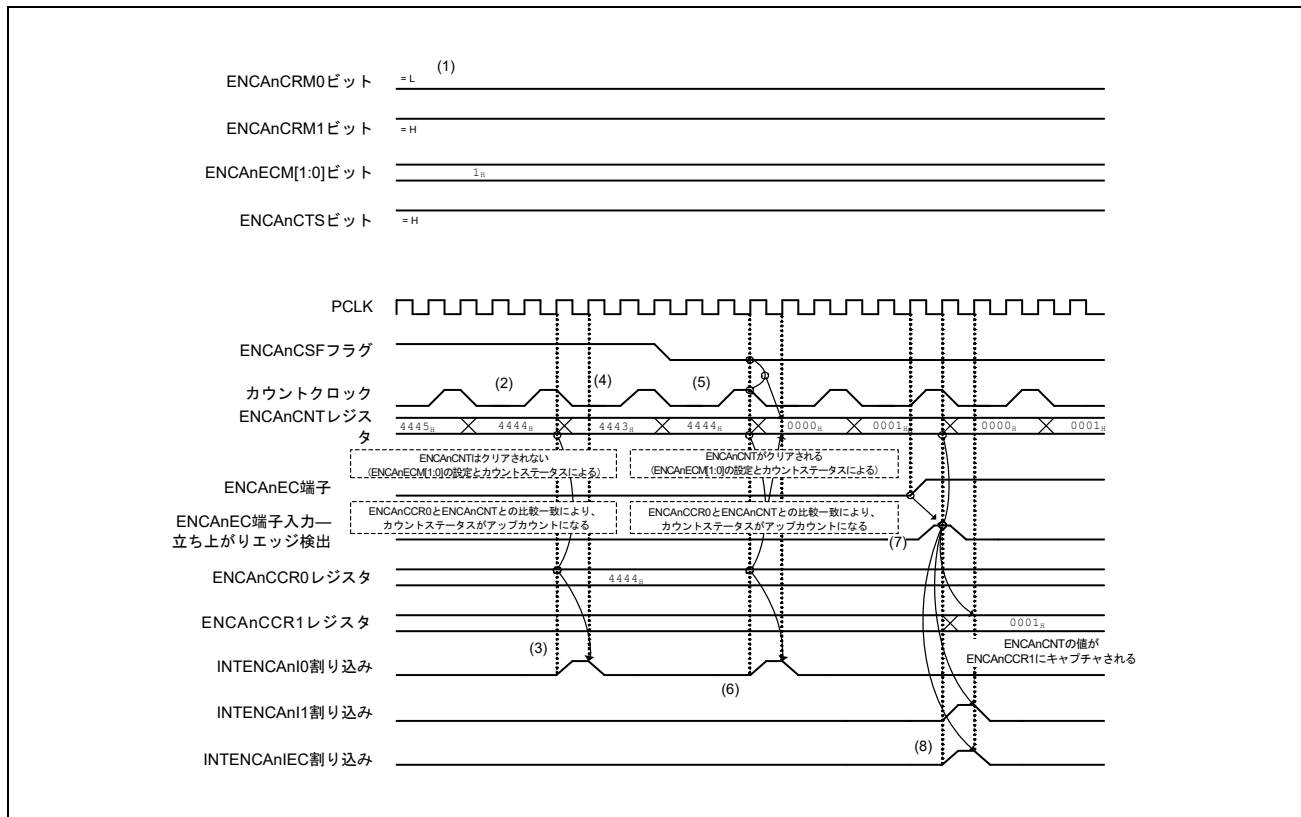 (1)
ENCAnCRM0ビット
= L
ENCAnCRM1ビット
= H
ENCAnECM[1:0]ビット
1H
ENCAnCTSビット
= H
PCLK
ENCAnCSFフラグ
カウントクロック
(2)
(4)
(5)
ENCAnCNTレジス
タ
4445H
4444H
4443H
4444H
0000H
0001H
0000H
0001H
ENCAnCNTはクリアされない
(ENCAnECM[1:0]の設定とカウントステータスによる)
ENCAnCNTがクリアされる
(ENCAnECM[1:0]の設定とカウントステータスによる)
ENCAnEC端子
ENCAnCCR0とENCAnCNTとの比較一致により、
カウントステータスがアップカウントになる
ENCAnCCR0とENCAnCNTとの比較一致により、
カウントステータスがアップカウントになる
ENCAnEC端子入力―
立ち上がりエッジ検出
(7)
ENCAnCCR0レジスタ
4444H
ENCAnCCR1レジスタ
0001H
ENCAnCNTの値が
ENCAnCCR1にキャプチャされる
(3)
INTENCAnI0割り込み
(6)
INTENCAnI1割り込み
(8)
INTENCAnIEC割り込み